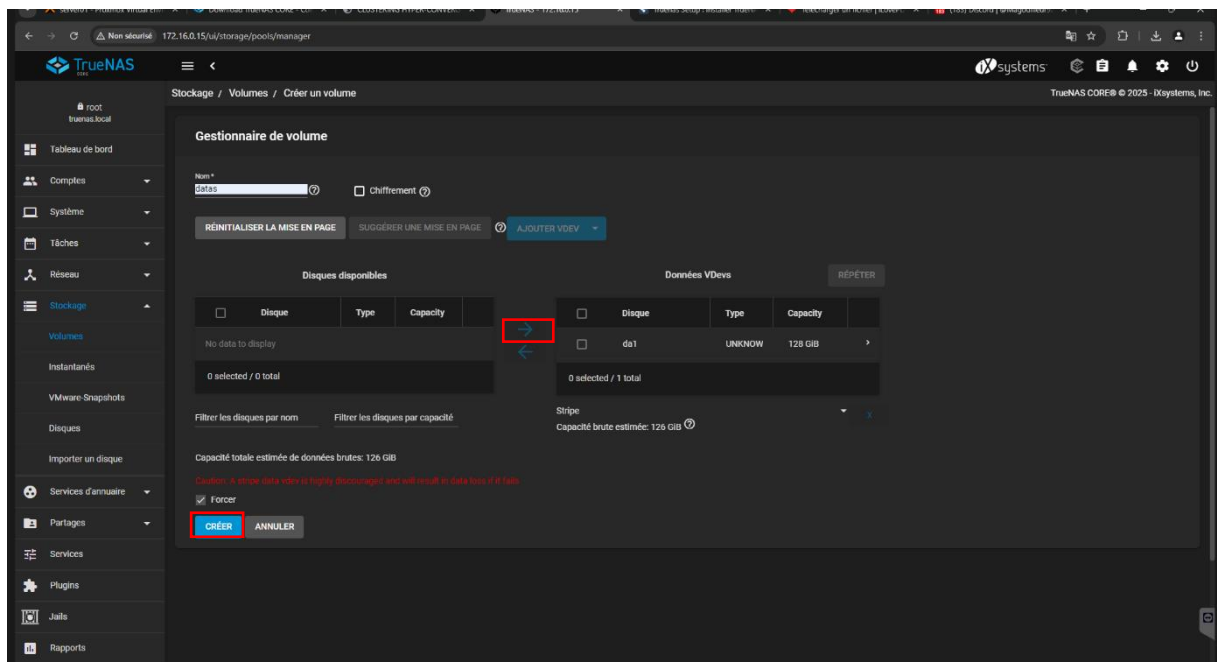 Non sécurisé 172.16.0.15/ui/storage/pools/manager
TrueNAS
CORE
iXsystems
root
truenas.local
Stockage / Volumes / Créer un volume
TrueNAS CORE® © 2025 - iXsystems, Inc.
Tableau de bord
Comptes
Système
Tâches
Réseau
Stockage
Volumes
Instantanés
VMware-Snapshots
Disques
Importer un disque
Services d'annuaire
Partages
Services
Plugins
Jails
Rapports
Gestionnaire de volume
Nom *
datas
Chiffrement
RÉINITIALISER LA MISE EN PAGE SUGGÉRER UNE MISE EN PAGE AJOUTER VDEV
Disques disponibles
Disque Type Capacity
No data to display
0 selected / 0 total
Filtrer les disques par nom Filtrer les disques par capacité
Données VDevs RÉPÉTER
Disque Type Capacity
da1 UNKNOW 128 GiB
0 selected / 1 total
Stripe X
Capacité brute estimée: 126 GiB
Capacité totale estimée de données brutes: 126 GiB
Caution: A stripe data vdev is highly discouraged and will result in data loss if it fails
Forcer
CRÉER ANNULER